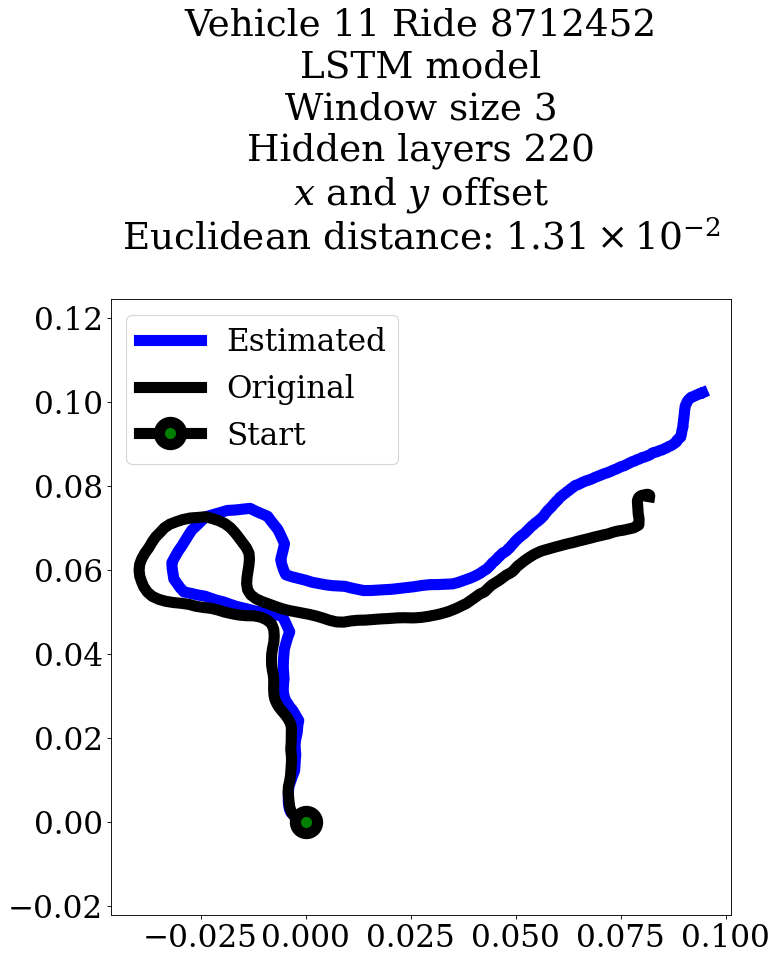 Vehicle 11 Ride 8712452
LSTM model
Window size 3
Hidden layers 220
x and y offset
Euclidean distance: 1.31 × 10⁻²
Estimated
Original
Start
0.12
0.10
0.08
0.06
0.04
0.02
0.00
−0.02
−0.025 0.000 0.025 0.050 0.075 0.100